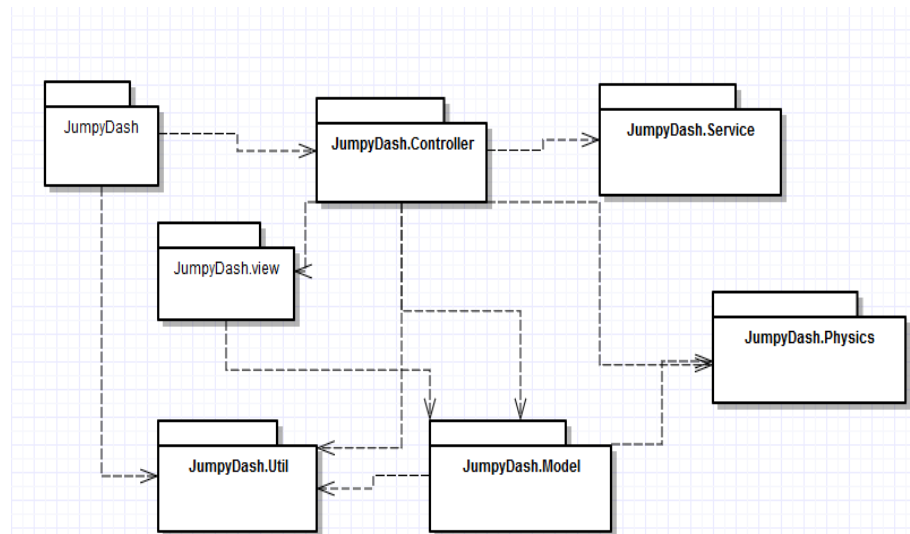 JumpyDash
JumpyDash.Controller
JumpyDash.Service
JumpyDash.view
JumpyDash.Physics
JumpyDash.Util
JumpyDash.Model